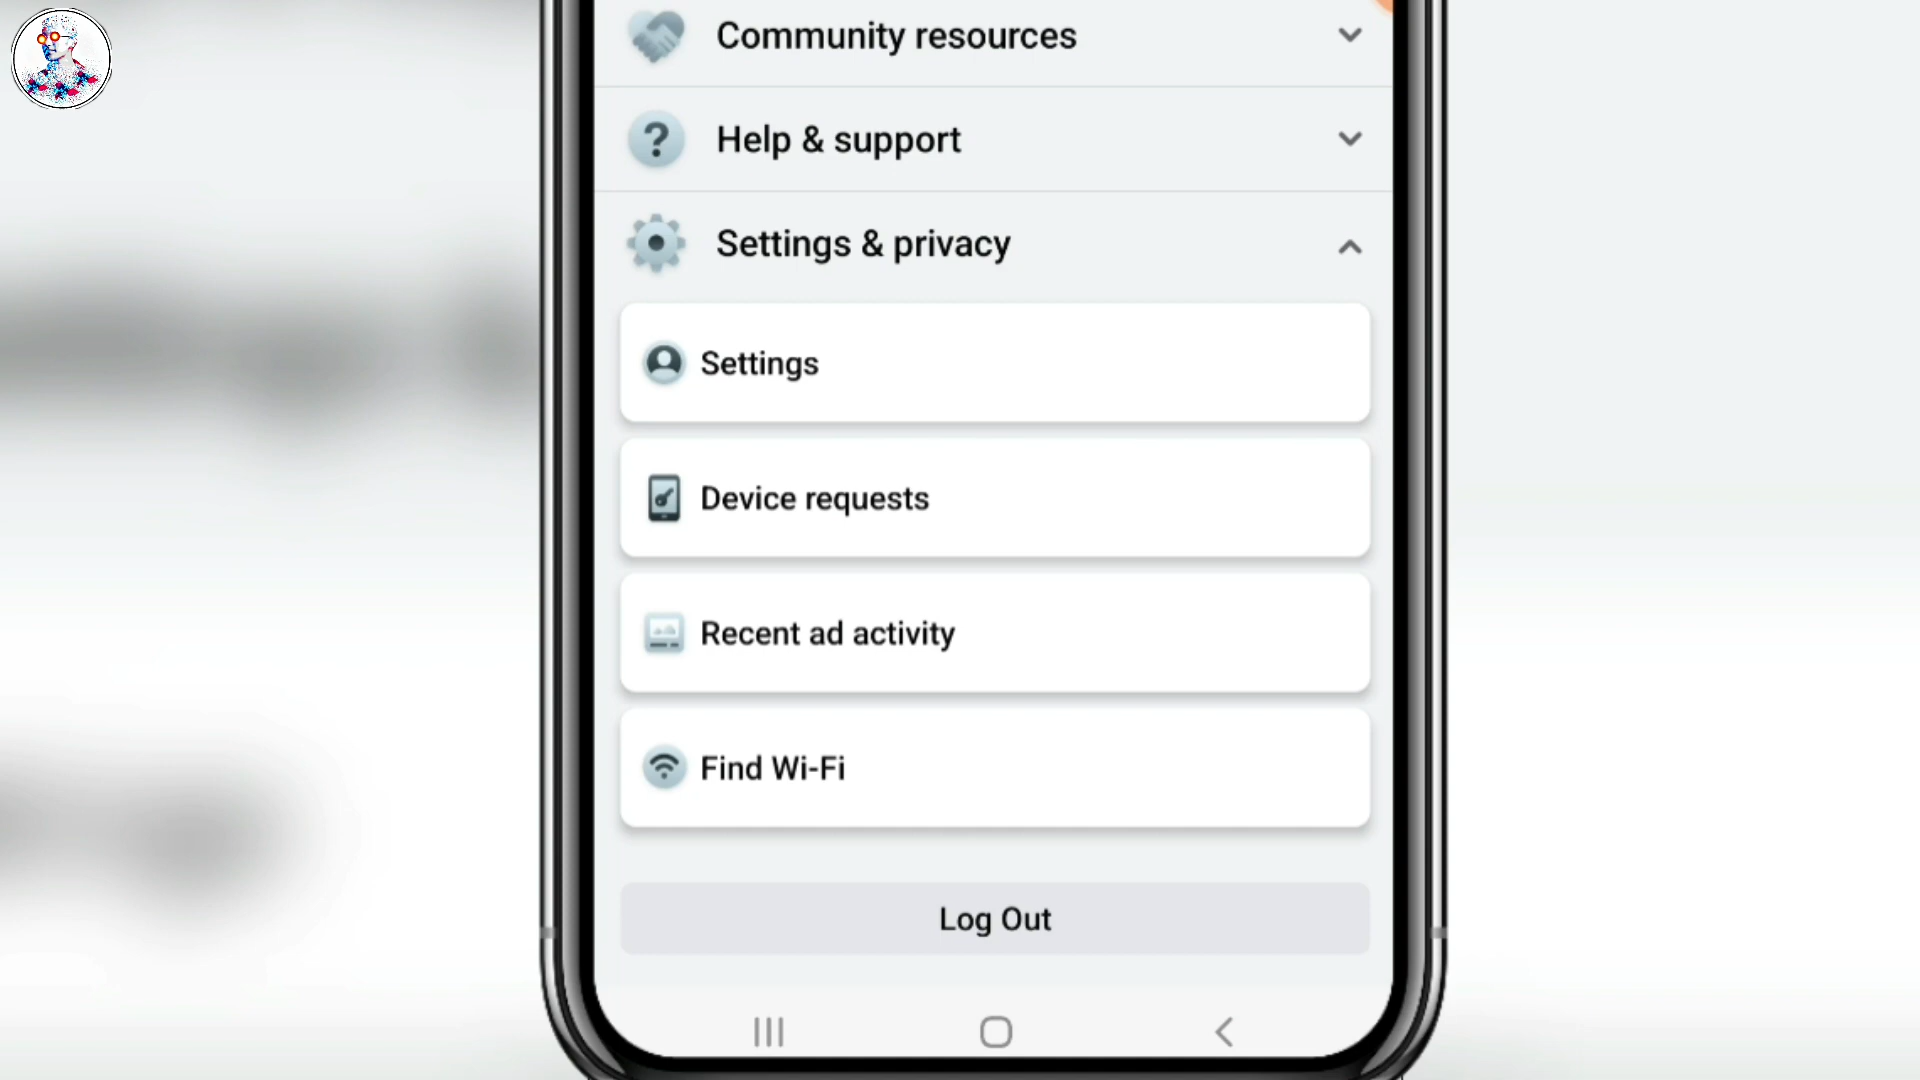 Community resources
Help & support
Settings & privacy
Settings
Device requests
Recent ad activity
Find Wi-Fi
Log Out